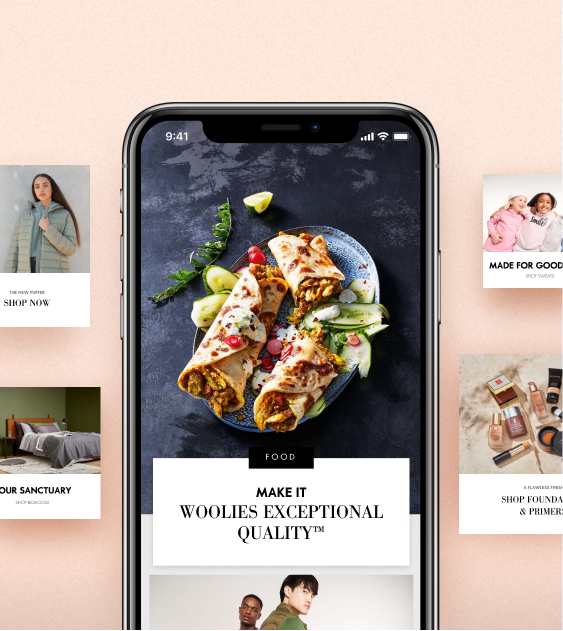 9:41
THE NEW PUFFER
SHOP NOW
OUR SANCTUARY
SHOP BEDROOM
FOOD
MAKE IT
WOOLIES EXCEPTIONAL
QUALITY™
Smile
MADE FOR GOOD
SHOP SWEATS
A FLAWLESS FINISH
SHOP FOUNDA
& PRIMERS